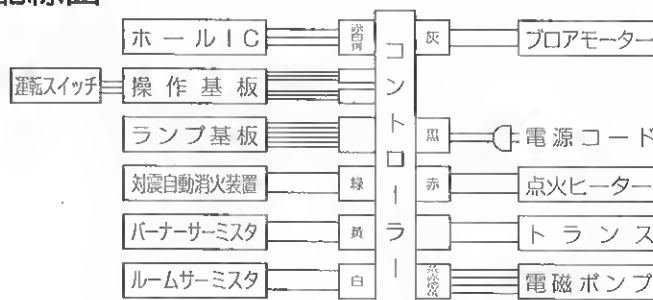 ホールIC 赤白青 コントローラー 灰 ブロアモーター
運転スイッチ 操作基板
ランプ基板 黒 電源コード
対震自動消火装置 緑 赤 点火ヒーター
バーナーサーミスタ 黄 トランス
ルームサーミスタ 白 電磁ポンプ